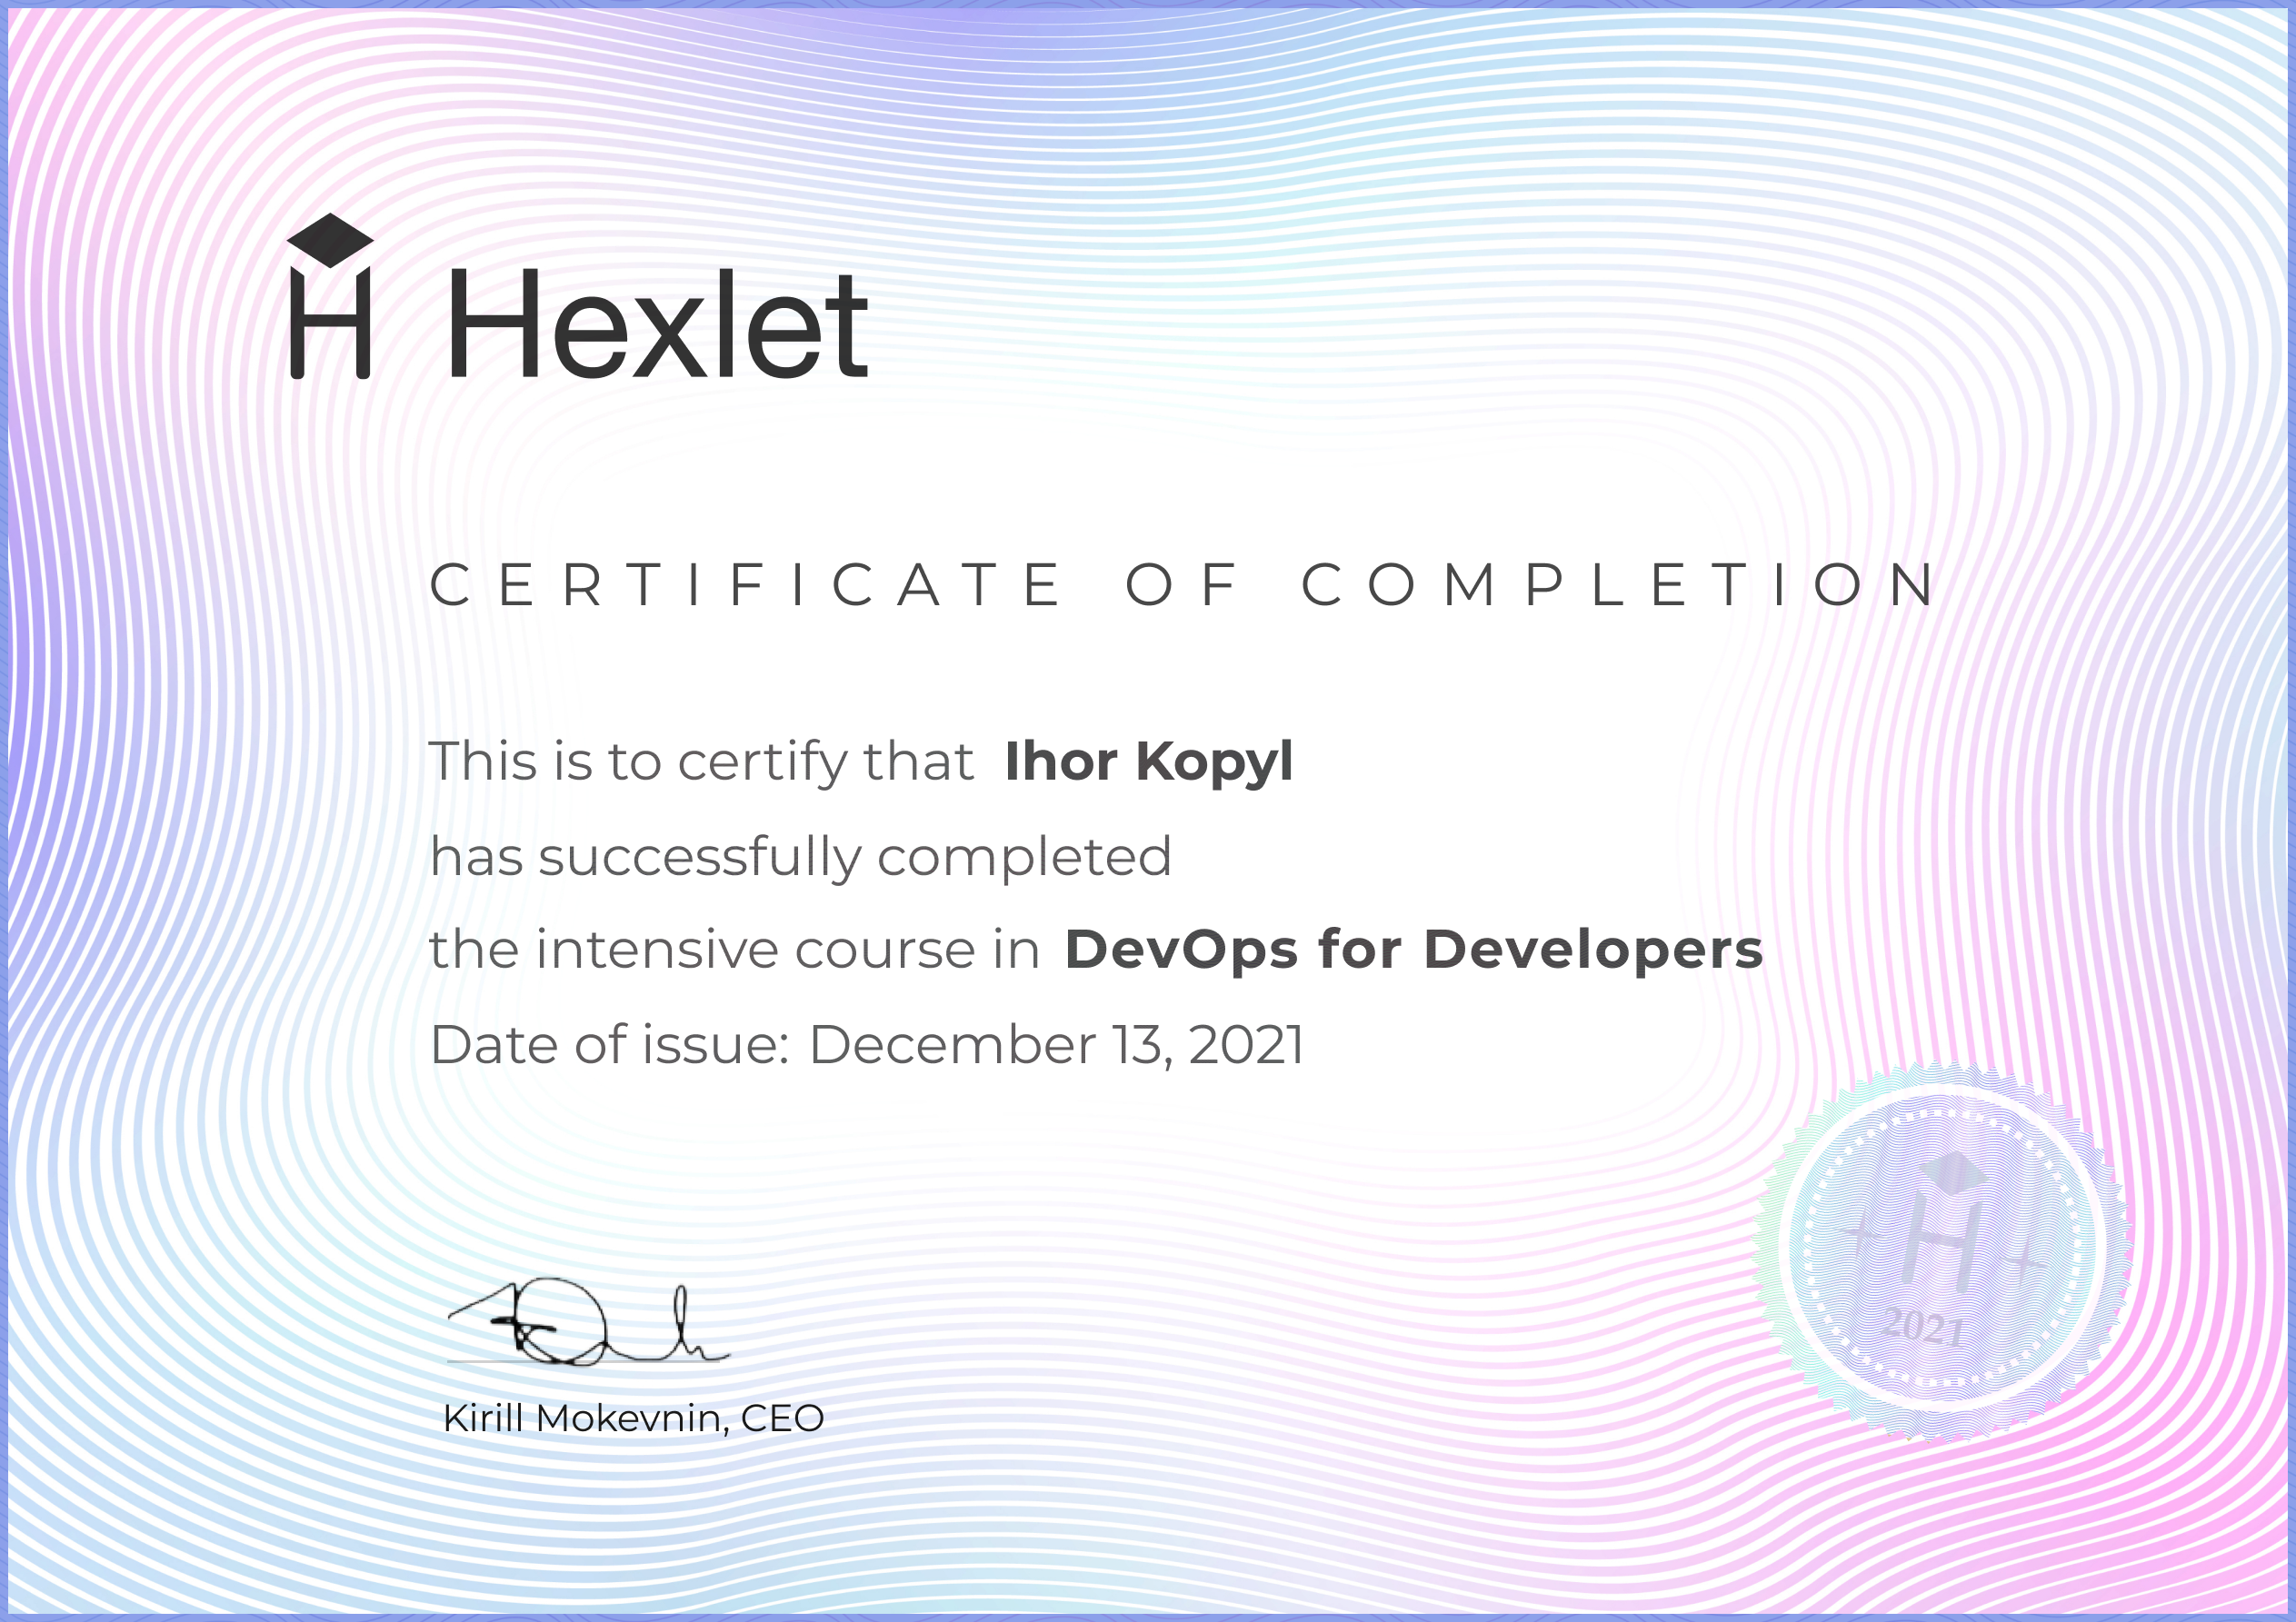 Hexlet
CERTIFICATE OF COMPLETION
This is to certify that Ihor Kopyl
has successfully completed
the intensive course in DevOps for Developers
Date of issue: December 13, 2021
Kirill Mokevnin, CEO
H
2021